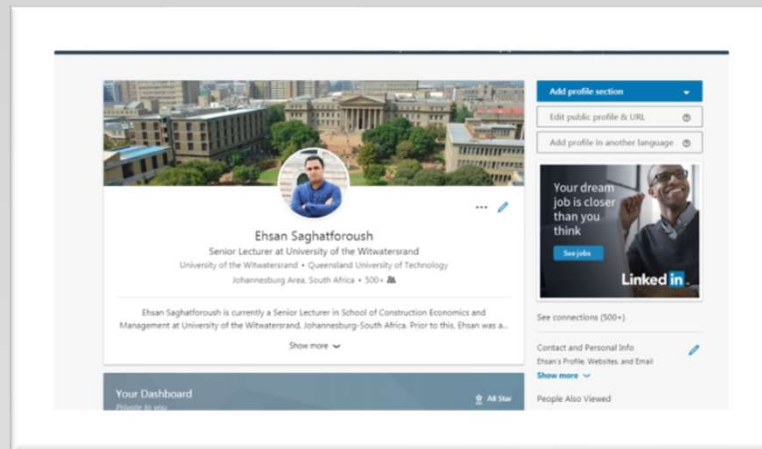 Ehsan Saghatforoush
Senior Lecturer at University of the Witwatersrand
University of the Witwatersrand • Queensland University of Technology
Johannesburg Area, South Africa • 500+
Ehsan Saghatforoush is currently a Senior Lecturer in School of Construction Economics and
Management at University of the Witwatersrand, Johannesburg-South Africa. Prior to this, Ehsan was a...
Show more
Your Dashboard
Private to you
All Star
Add profile section
Edit public profile & URL
Add profile in another language
Your dream
job is closer
than you
think
See jobs
Linked in
See connections (500+)
Contact and Personal Info
Ehsan's Profile, Websites, and Email
Show more
People Also Viewed